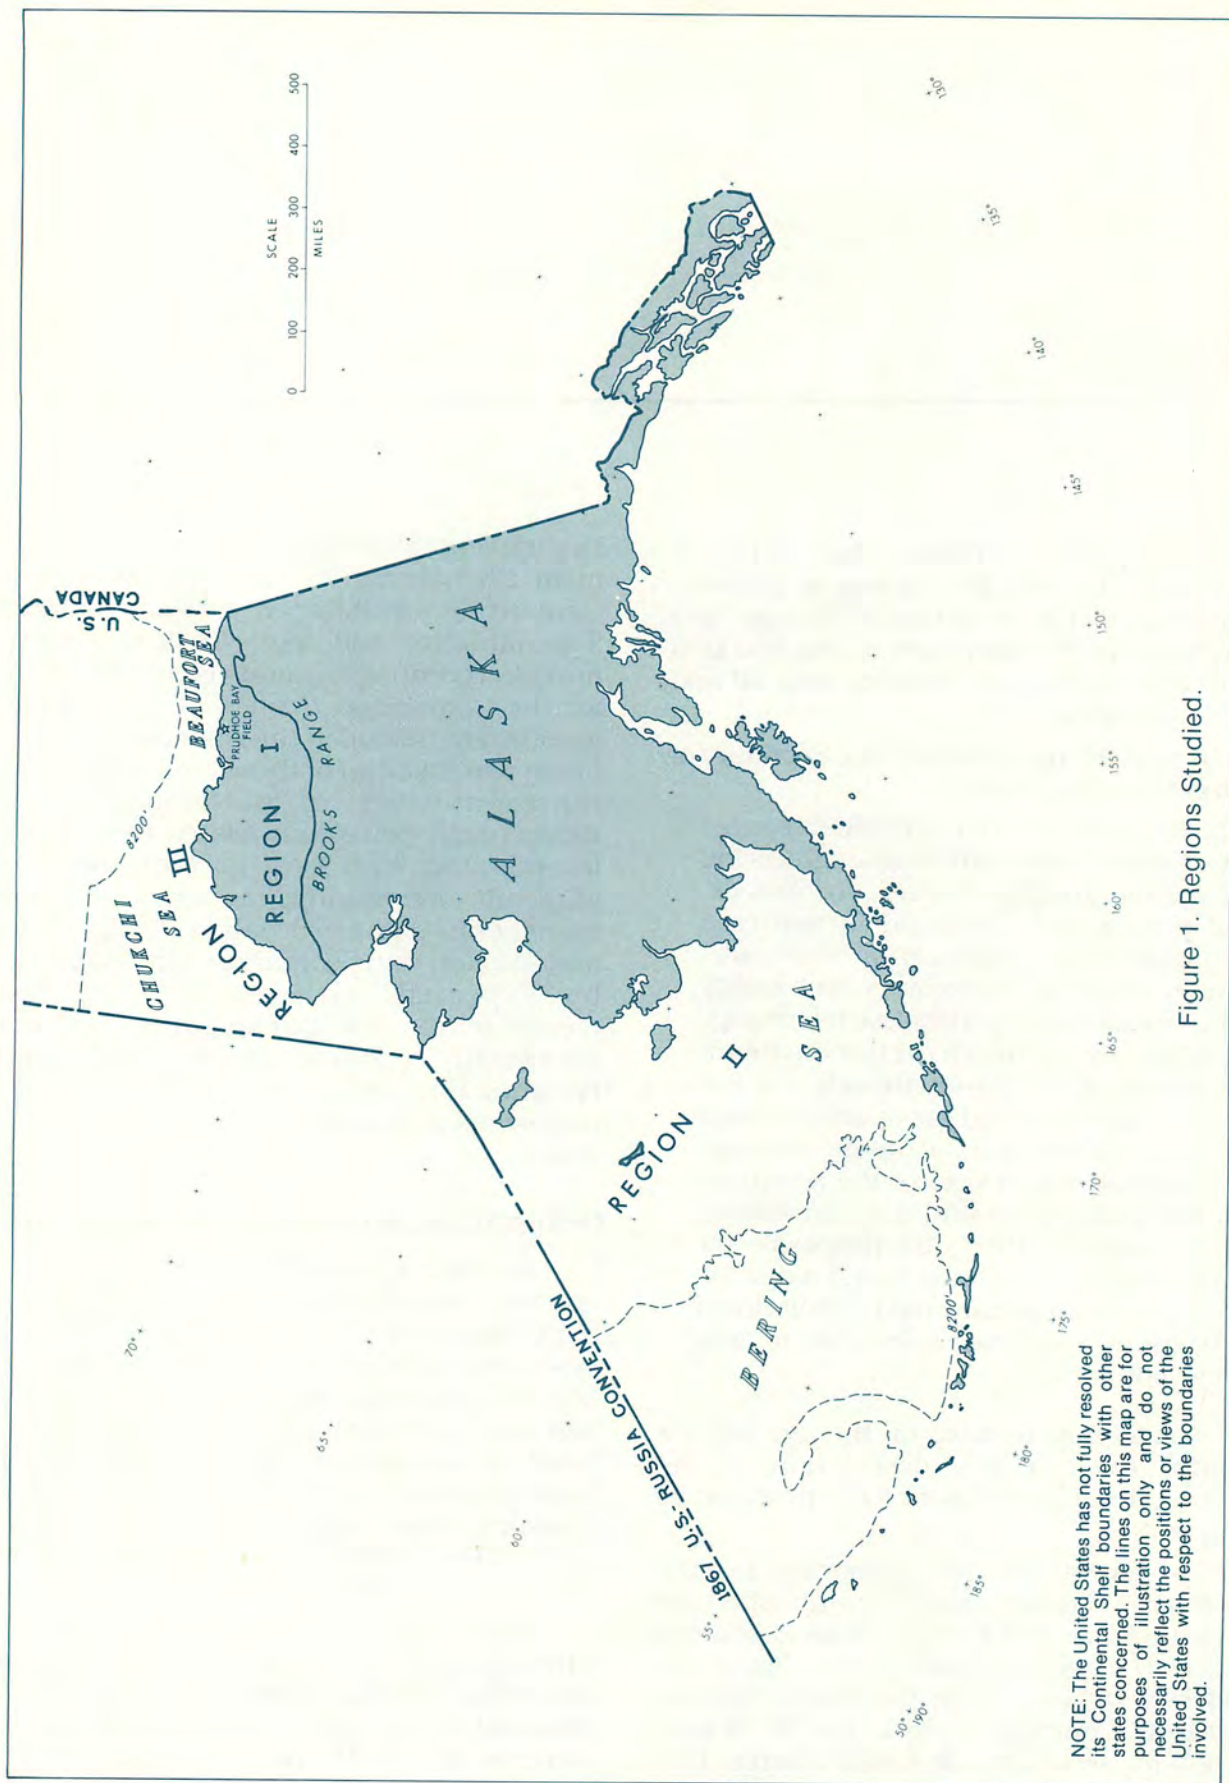 SCALE
0 100 200 300 400 500
MILES
U.S.
CANADA
BEAUFORT
SEA
CHUKCHI
SEA
8200'
PRUDHOE BAY
FIELD
REGION I
BROOKS RANGE
REGION III
ALASKA
REGION II
BERING SEA
8200'
1867 U.S.-RUSSIA CONVENTION
70°
65°
60°
55°
50°
190°
185°
180°
175°
170°
165°
160°
155°
150°
145°
140°
135°
130°
NOTE: The United States has not fully resolved
its Continental Shelf boundaries with other
states concerned. The lines on this map are for
purposes of illustration only and do not
necessarily reflect the positions or views of the
United States with respect to the boundaries
involved.
Figure 1. Regions Studied.